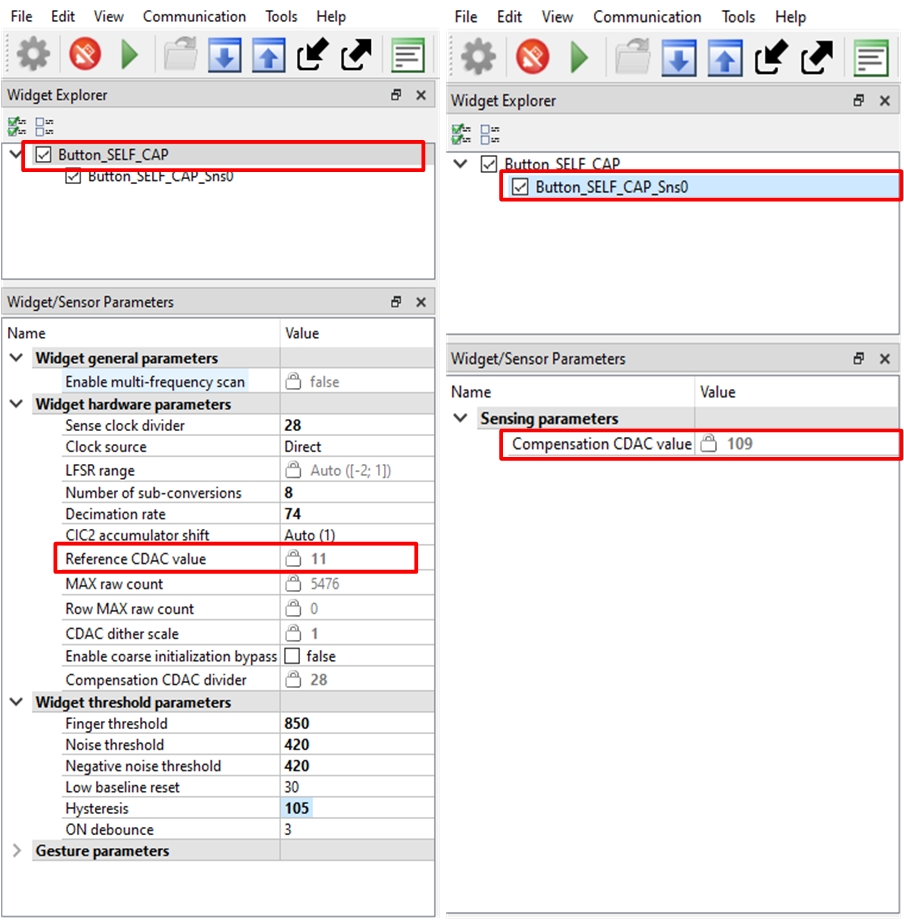 File Edit View Communication Tools Help
Widget Explorer
Button_SELF_CAP
Button_SELF_CAP_Sns0
Widget/Sensor Parameters
Name Value
Widget general parameters
Enable multi-frequency scan false
Widget hardware parameters
Sense clock divider 28
Clock source Direct
LFSR range Auto ([-2; 1])
Number of sub-conversions 8
Decimation rate 74
CIC2 accumulator shift Auto (1)
Reference CDAC value 11
MAX raw count 5476
Row MAX raw count 0
CDAC dither scale 1
Enable coarse initialization bypass false
Compensation CDAC divider 28
Widget threshold parameters
Finger threshold 850
Noise threshold 420
Negative noise threshold 420
Low baseline reset 30
Hysteresis 105
ON debounce 3
Gesture parameters
File Edit View Communication Tools Help
Widget Explorer
Button_SELF_CAP
Button_SELF_CAP_Sns0
Widget/Sensor Parameters
Name Value
Sensing parameters
Compensation CDAC value 109